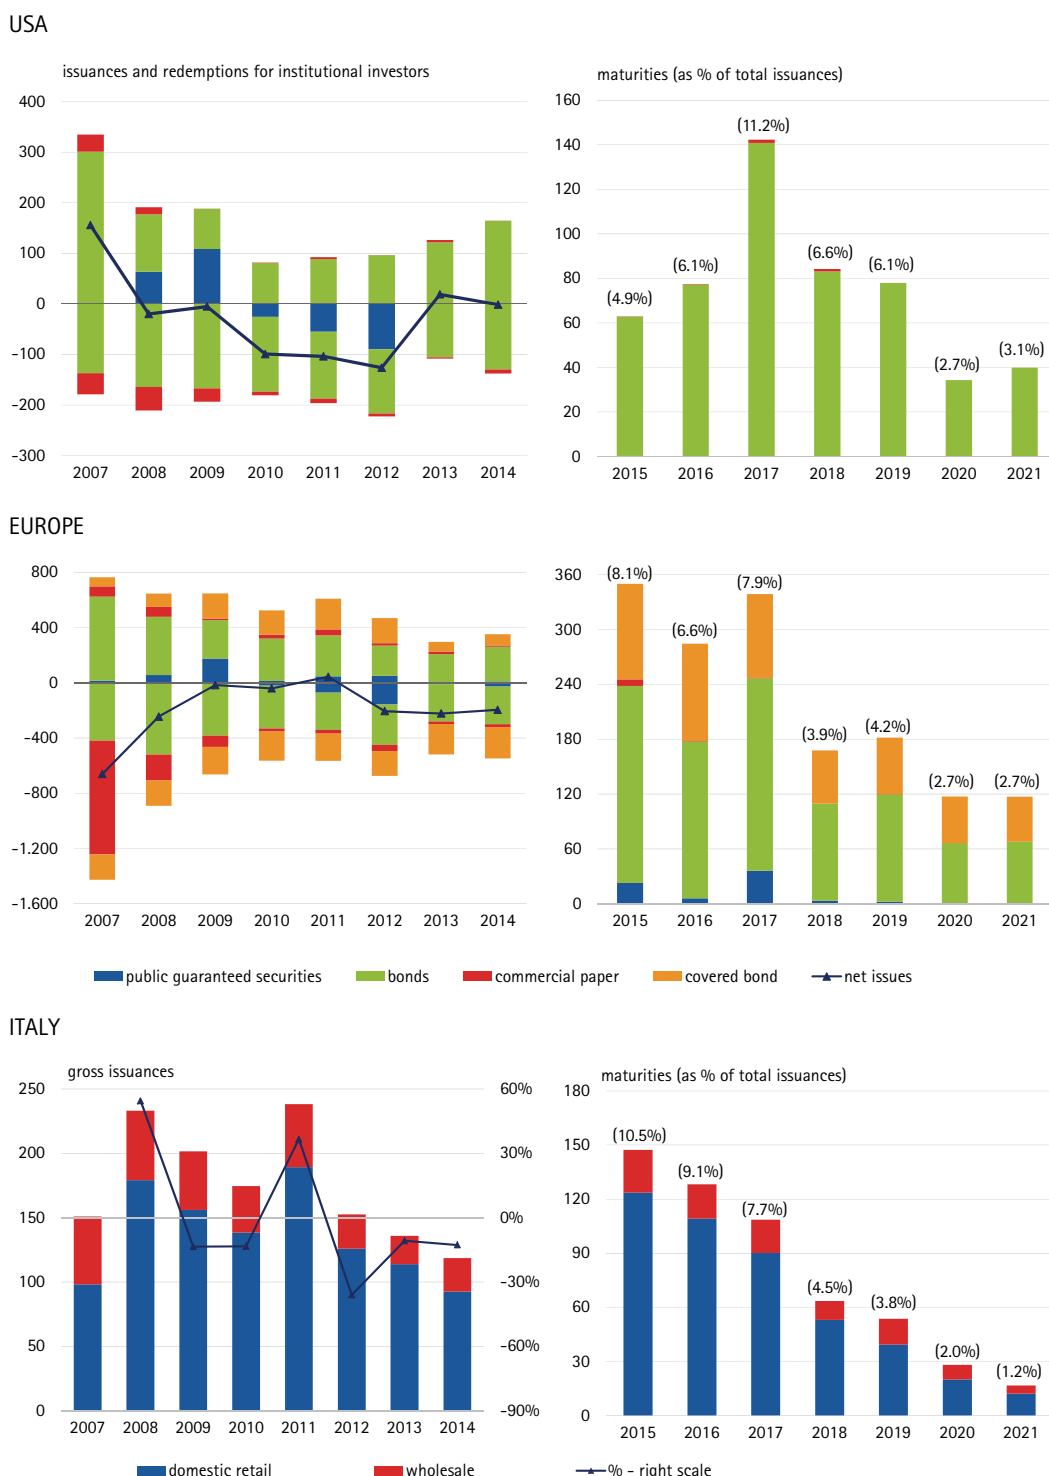 USA
issuances and redemptions for institutional investors
400
300
200
100
0
-100
-200
-300
2007 2008 2009 2010 2011 2012 2013 2014
maturities (as % of total issuances)
160
140
120
100
80
60
40
20
0
(4.9%) (6.1%) (11.2%) (6.6%) (6.1%) (2.7%) (3.1%)
2015 2016 2017 2018 2019 2020 2021
EUROPE
800
400
0
-400
-800
-1.200
-1.600
2007 2008 2009 2010 2011 2012 2013 2014
360
300
240
180
120
60
0
(8.1%) (6.6%) (7.9%) (3.9%) (4.2%) (2.7%) (2.7%)
2015 2016 2017 2018 2019 2020 2021
public guaranteed securities bonds commercial paper covered bond net issues
ITALY
gross issuances
250
200
150
100
50
0
60%
30%
0%
-30%
-60%
-90%
2007 2008 2009 2010 2011 2012 2013 2014
maturities (as % of total issuances)
180
150
120
90
60
30
0
(10.5%) (9.1%) (7.7%) (4.5%) (3.8%) (2.0%) (1.2%)
2015 2016 2017 2018 2019 2020 2021
domestic retail wholesale % - right scale